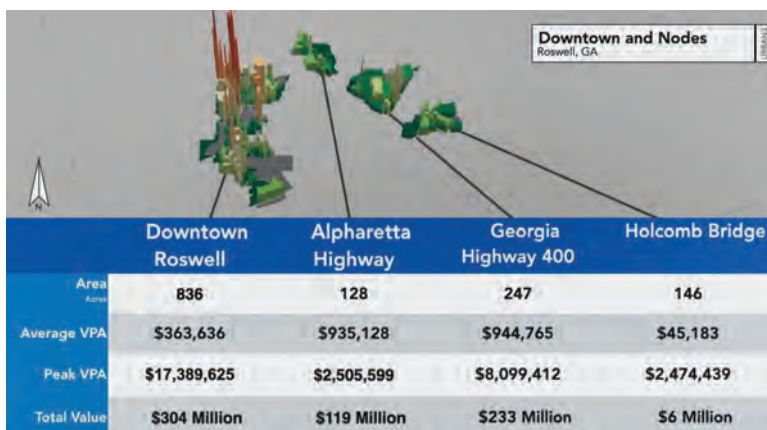 Downtown and Nodes
Roswell, GA
URBAN3
N
Downtown Roswell
Alpharetta Highway
Georgia Highway 400
Holcomb Bridge
Area
Acres
836
128
247
146
Average VPA
$363,636
$935,128
$944,765
$45,183
Peak VPA
$17,389,625
$2,505,599
$8,099,412
$2,474,439
Total Value
$304 Million
$119 Million
$233 Million
$6 Million